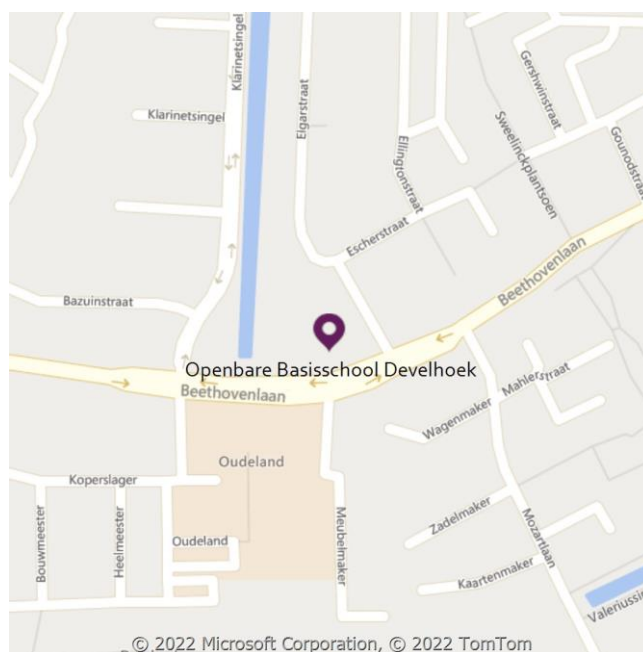 Klarinetsingel
Klarinetsingel
Elgarstraat
Ellingtonstraat
Gershwinstraat
Sweelinckplantsoen
Gounodstraat
Escherstraat
Bazuinstraat
Beethovenlaan
Openbare Basisschool Develhoek
Beethovenlaan
Mahlerstraat
Wagenmaker
Oudeland
Koperslager
Bouwmeester
Heelmeester
Oudeland
Meubelmaker
Zadelmaker
Mozartlaan
Kaartenmaker
Valeriussin
© 2022 Microsoft Corporation, © 2022 TomTom